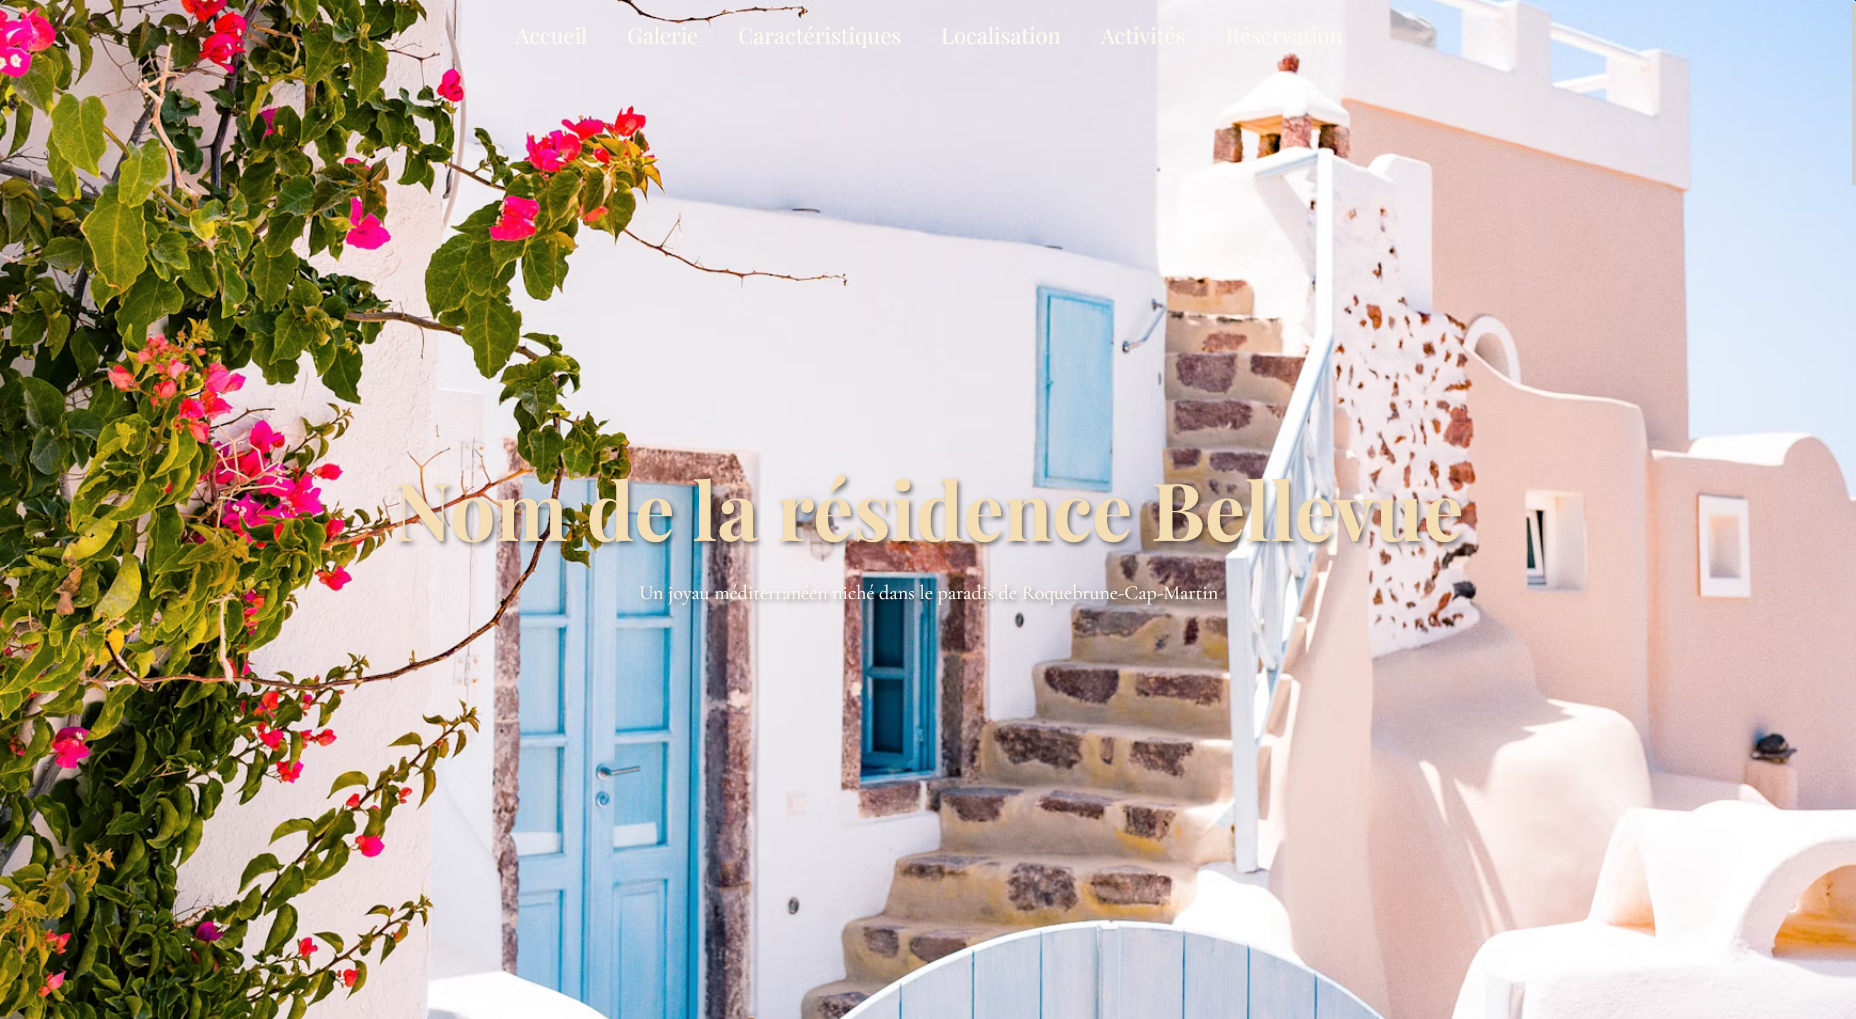 Accueil Galerie Caractéristiques Localisation Activités Réservation
Nom de la résidence Bellevue
Un joyau méditerranéen niché dans le paradis de Roquebrune-Cap-Martin